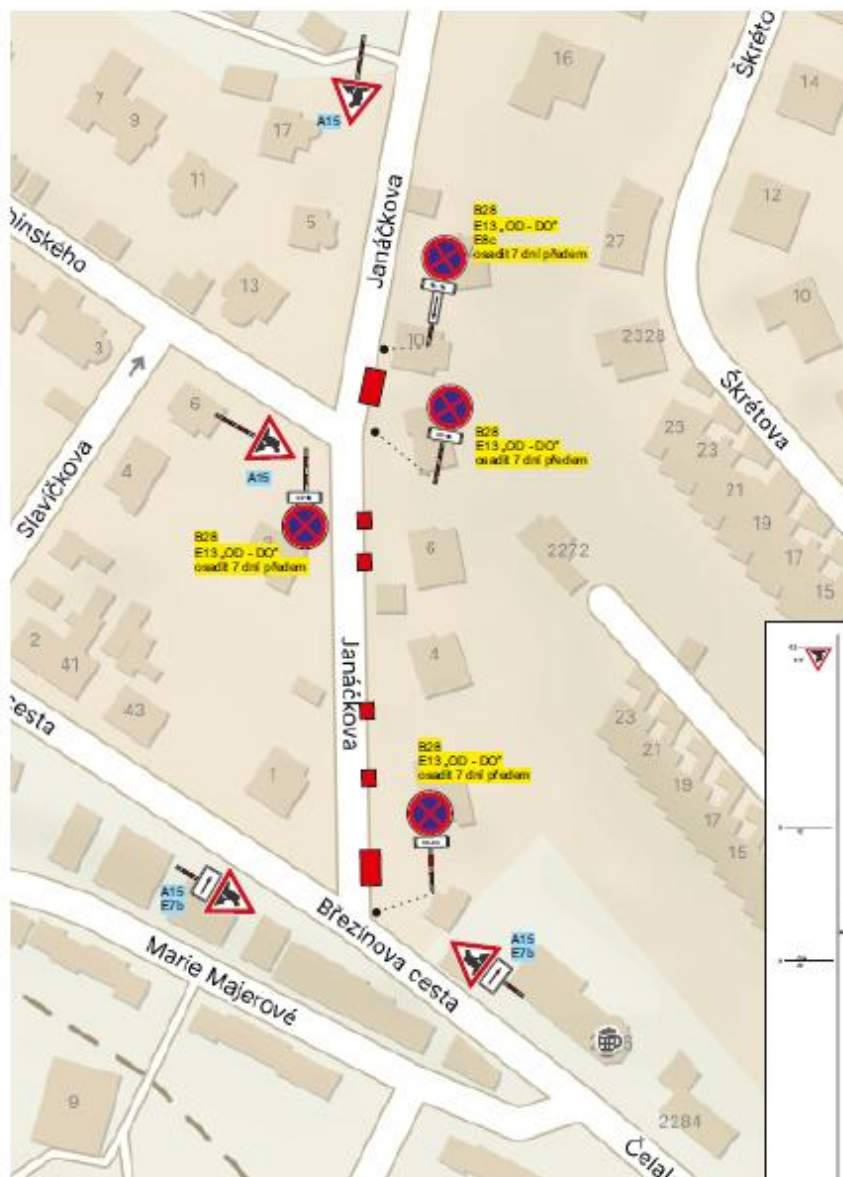 16
Škréto
14
7
9
17
A15
11
5
Janáčkova
12
B28
E13 „OD - DO"
E8c
osadit 7 dní předem
27
binského
13
10
10
3
2328
6
Škrétova
B28
E13 „OD - DO"
osadit 7 dní předem
25
23
A15
4
21
Slavíčkova
19
B28
E13 „OD - DO"
osadit 7 dní předem
6
2272
17
15
2
41
4
Janáčkova
43
23
cesta
21
B28
E13 „OD - DO"
osadit 7 dní předem
1
19
17
15
A15
E7b
Březinova cesta
A15
E7b
Marie Majerové
9
2284
Čelak